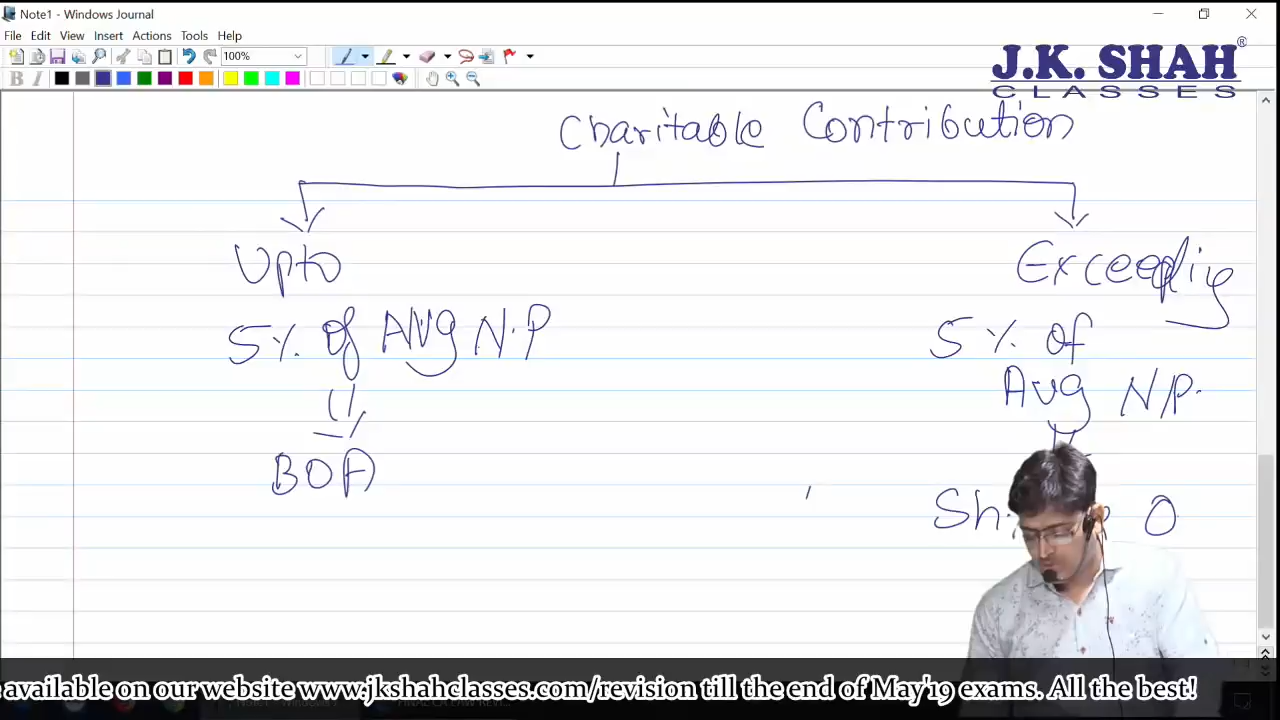 Note1 - Windows Journal
File Edit View Insert Actions Tools Help
100%
J.K. SHAH®
CLASSES
Charitable Contribution
Upto
5% of Avg N.P
BOA
Exceeding
5% of
Avg N.P.
Sh. O
available on our website www.jkshahclasses.com/revision till the end of May'19 exams. All the best!